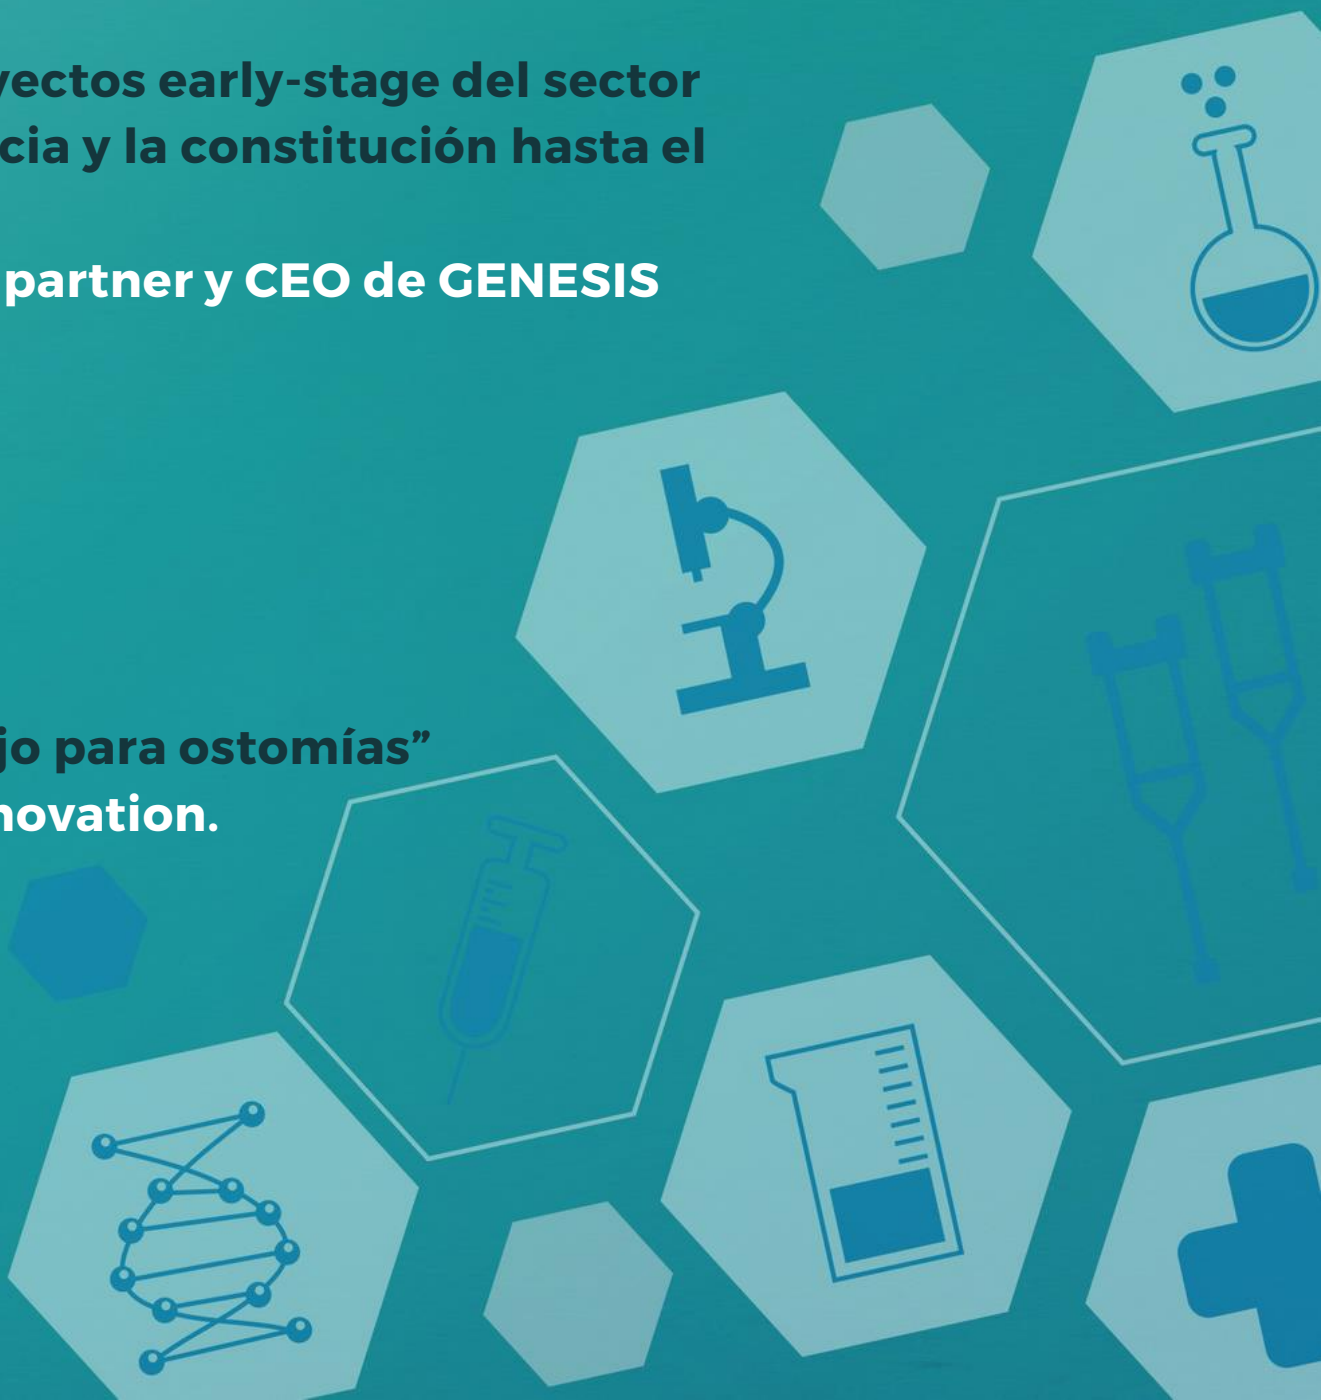 yectos early-stage del sector
cia y la constitución hasta el
partner y CEO de GENESIS
jo para ostomías”
novation.